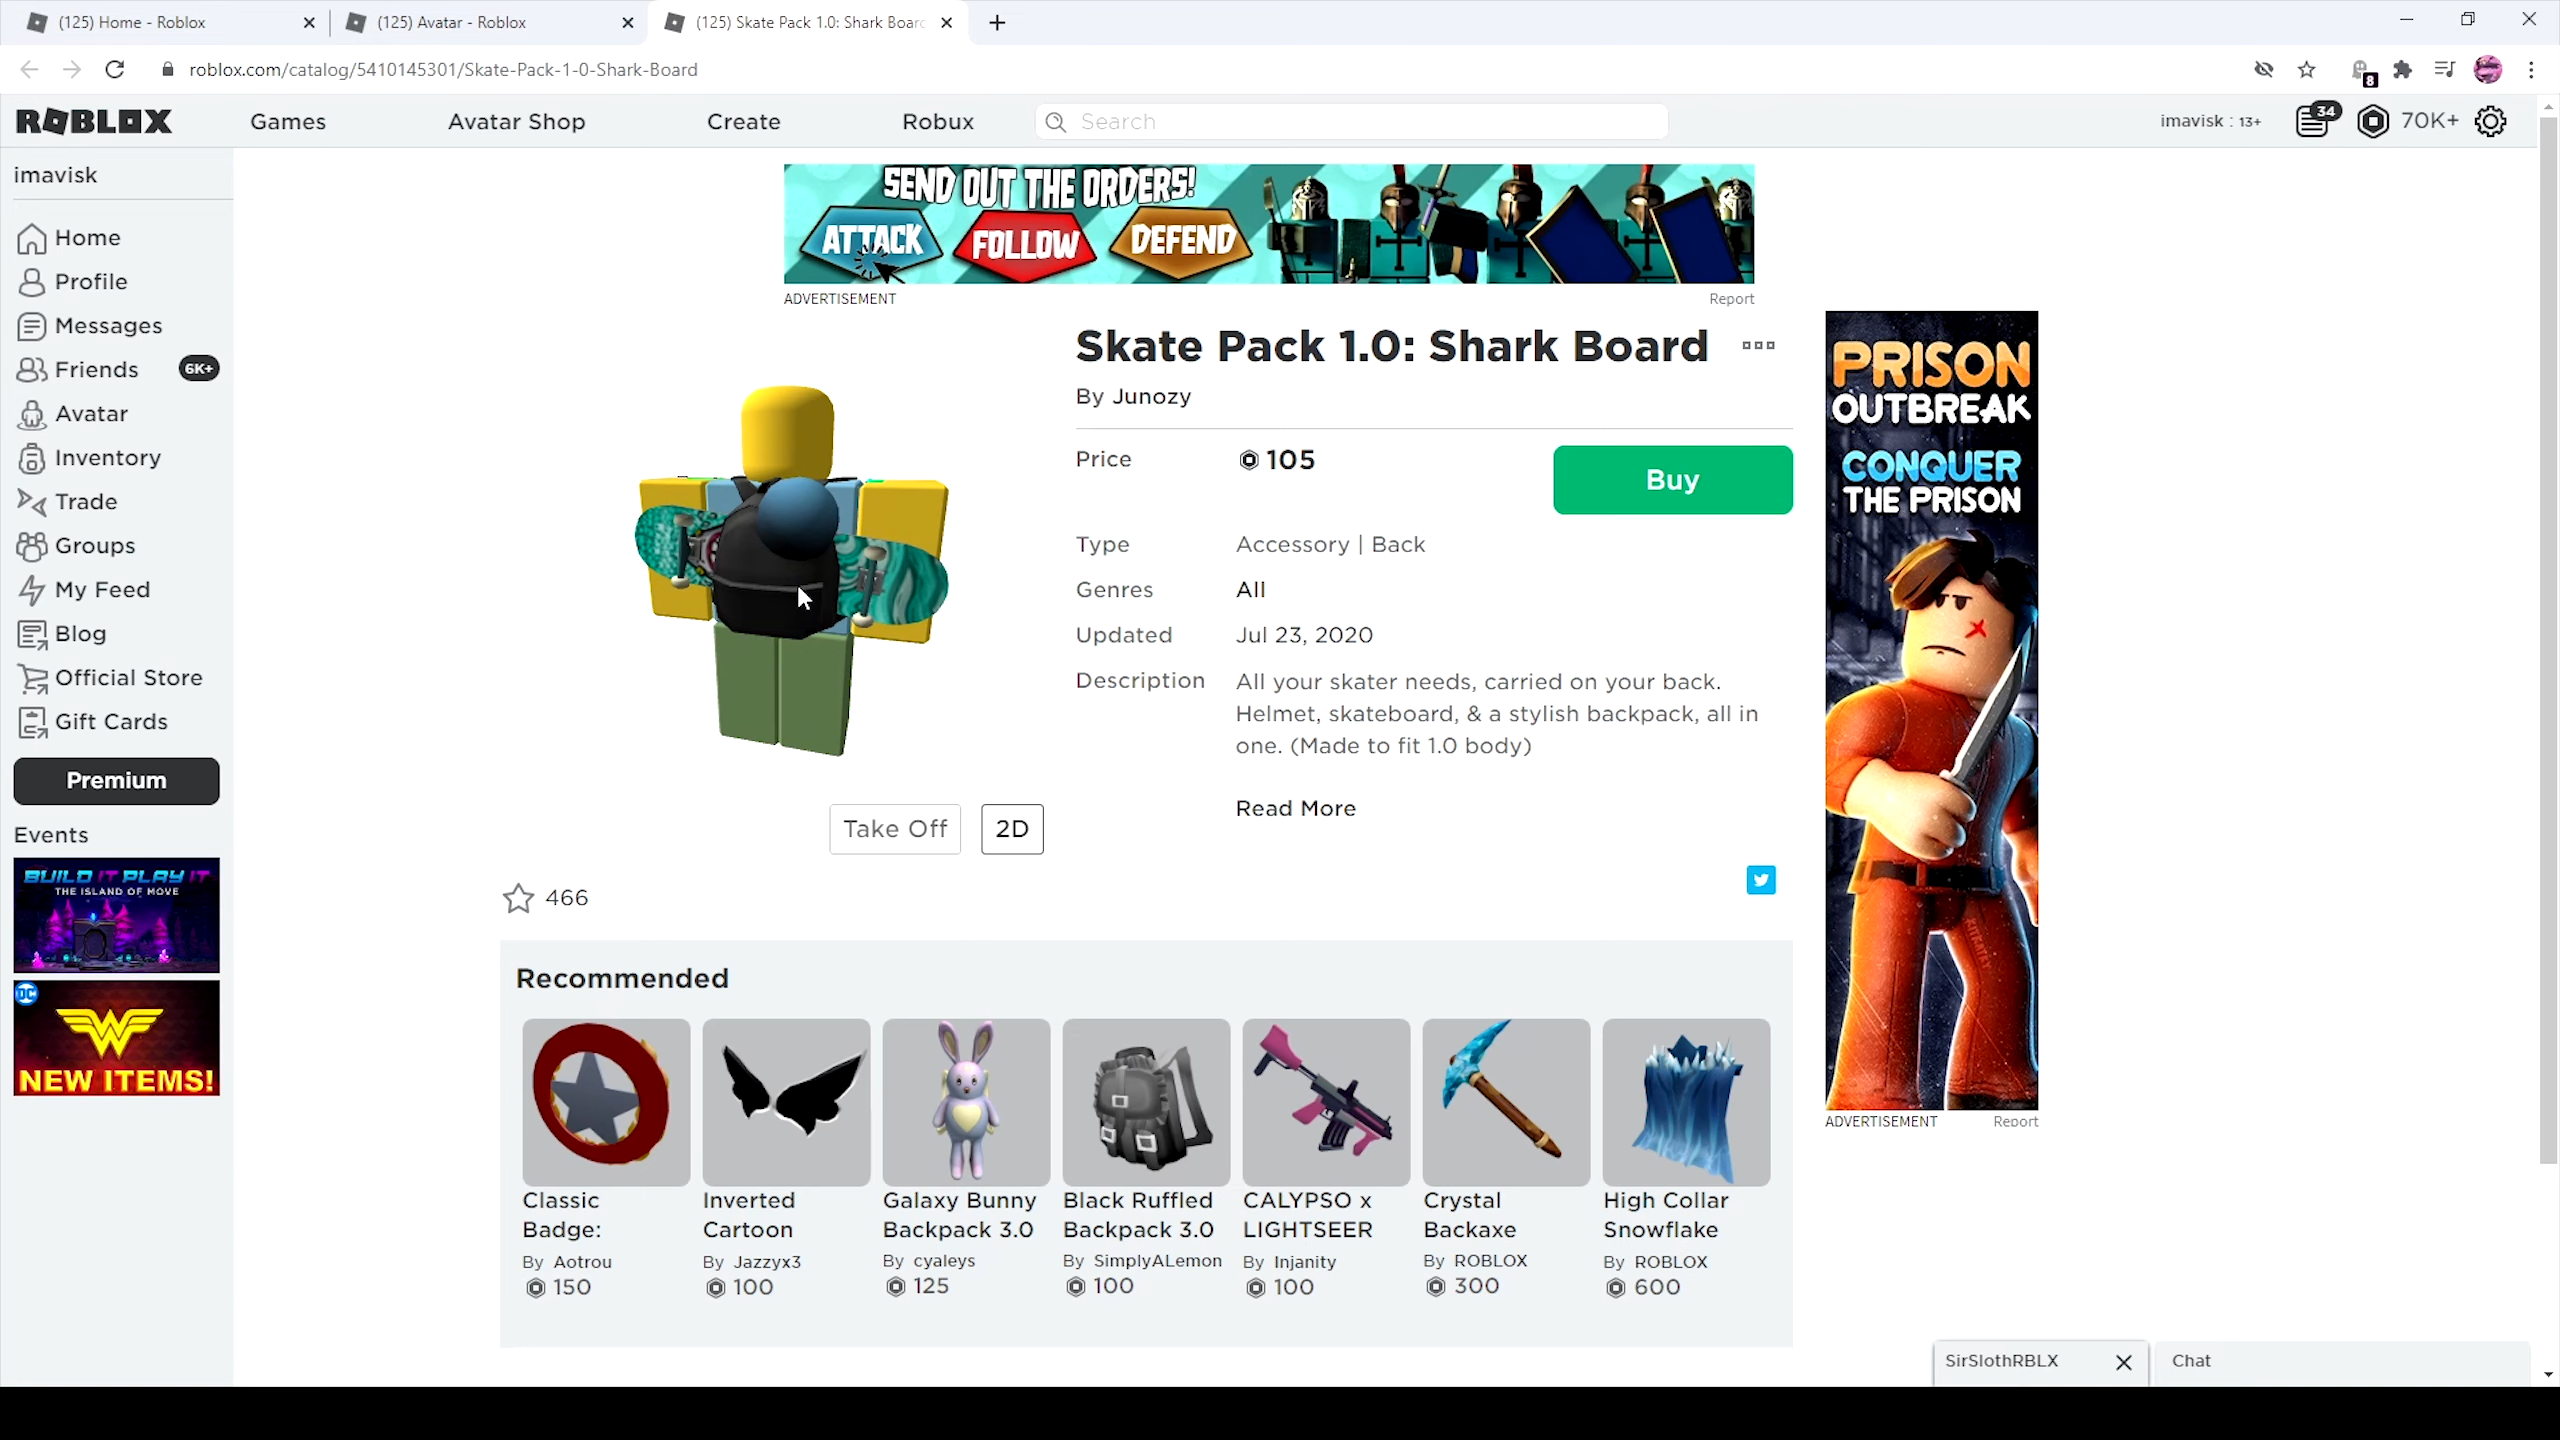 (125) Home - Roblox
(125) Avatar - Roblox
(125) Skate Pack 1.0: Shark Boar
roblox.com/catalog/5410145301/Skate-Pack-1-0-Shark-Board
8
ROBLOX
Games
Avatar Shop
Create
Robux
Search
imavisk : 13+
34
70K+
imavisk
Home
Profile
Messages
Friends
6K+
Avatar
Inventory
Trade
Groups
My Feed
Blog
Official Store
Gift Cards
Premium
Events
BUILD IT PLAY IT
THE ISLAND OF MOVE
DC
NEW ITEMS!
SEND OUT THE ORDERS!
ATTACK
FOLLOW
DEFEND
ADVERTISEMENT
Report
Skate Pack 1.0: Shark Board
By Junozy
Price
105
Buy
Type
Accessory | Back
Genres
All
Updated
Jul 23, 2020
Description
All your skater needs, carried on your back.
Helmet, skateboard, & a stylish backpack, all in
one. (Made to fit 1.0 body)
Read More
Take Off
2D
466
PRISON
OUTBREAK
CONQUER
THE PRISON
ADVERTISEMENT
Report
Recommended
Classic
Badge:
By Aotrou
150
Inverted
Cartoon
By Jazzyx3
100
Galaxy Bunny
Backpack 3.0
By cyaleys
125
Black Ruffled
Backpack 3.0
By SimplyALemon
100
CALYPSO x
LIGHTSEER
By Injanity
100
Crystal
Backaxe
By ROBLOX
300
High Collar
Snowflake
By ROBLOX
600
SirSlothRBLX
Chat